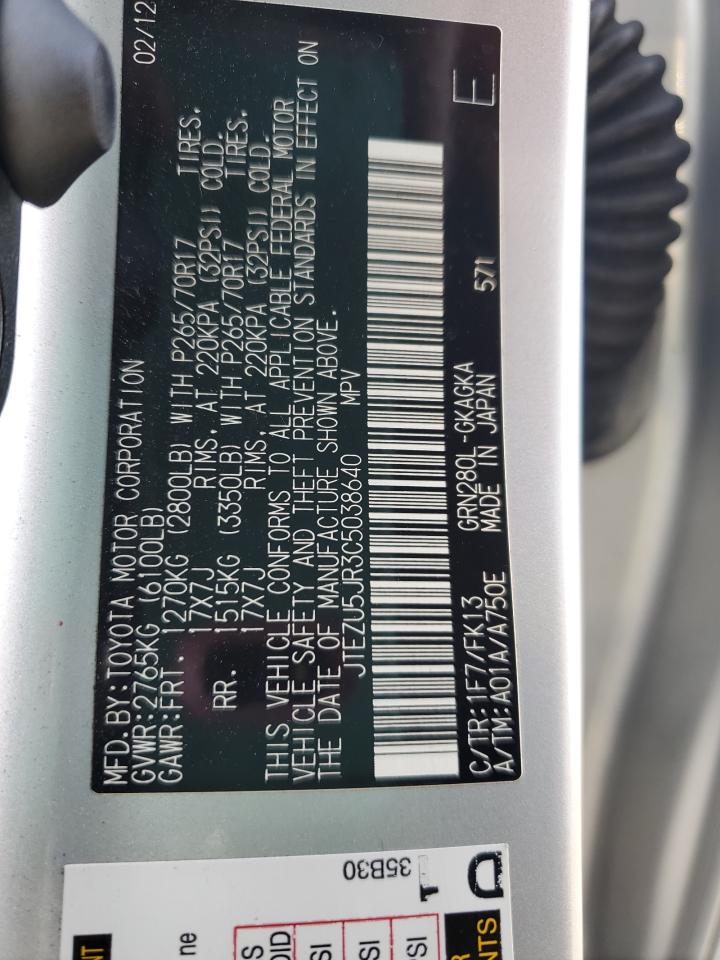 MFD. BY: TOYOTA MOTOR CORPORATION 02/12
GVWR: 2765KG (6100LB)
GAWR: FRT. 1270KG (2800LB) WITH P265/70R17 TIRES.
17X7J RIMS, AT 220KPA (32PSI) COLD.
RR. 1515KG (3350LB) WITH P265/70R17 TIRES.
17X7J RIMS, AT 220KPA (32PSI) COLD.
THIS VEHICLE CONFORMS TO ALL APPLICABLE FEDERAL MOTOR
VEHICLE SAFETY AND THEFT PREVENTION STANDARDS IN EFFECT ON
THE DATE OF MANUFACTURE SHOWN ABOVE.
JTEZU5JR3C5038640 MPV
C/TR: 1F7/FK13 GRN280L-GKAGKA
A/TM: A01A/A750E MADE IN JAPAN 571 E
35B30